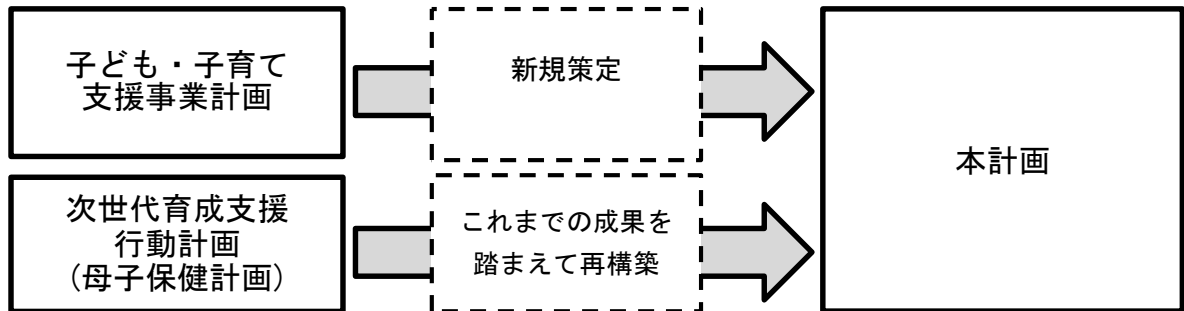 子ども・子育て
支援事業計画
新規策定
本計画
次世代育成支援
行動計画
(母子保健計画)
これまでの成果を
踏まえて再構築